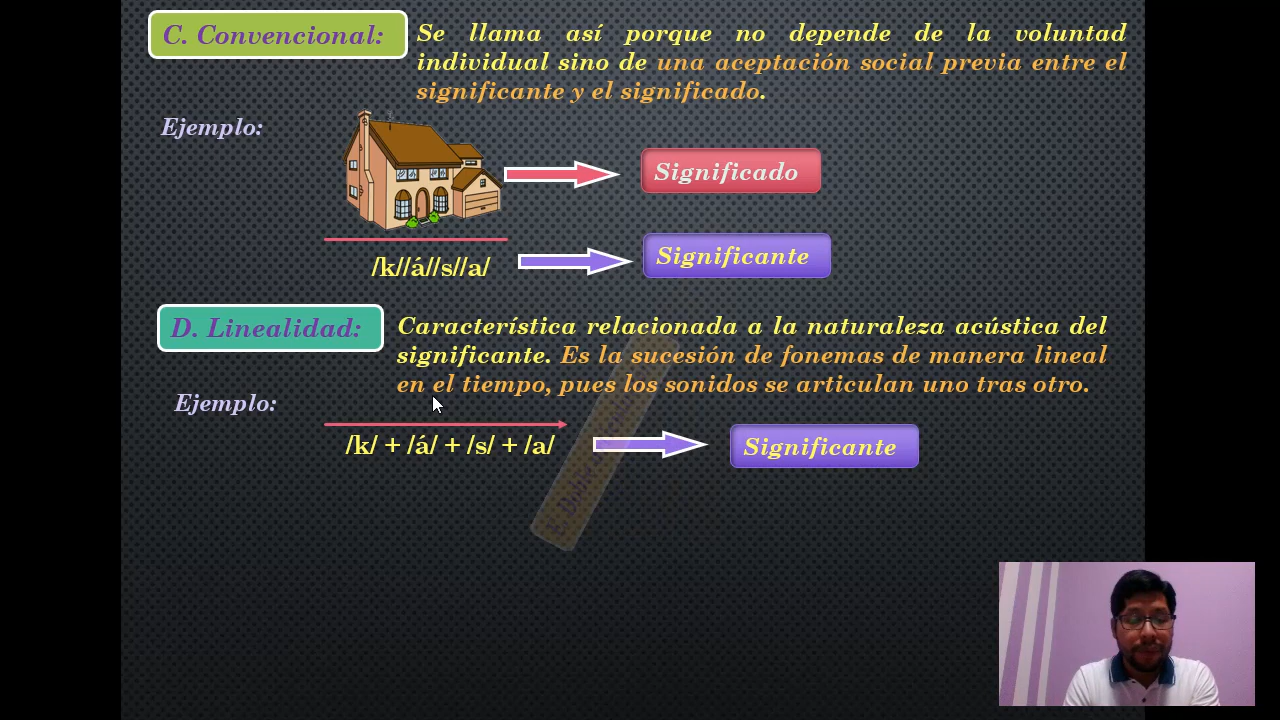 C. Convencional:
Se llama así porque no depende de la voluntad
individual sino de una aceptación social previa entre el
significante y el significado.
Ejemplo:
Significado
/k//á//s//a/
Significante
D. Linealidad:
Característica relacionada a la naturaleza acústica del
significante. Es la sucesión de fonemas de manera lineal
en el tiempo, pues los sonidos se articulan uno tras otro.
Ejemplo:
/k/ + /á/ + /s/ + /a/
Significante